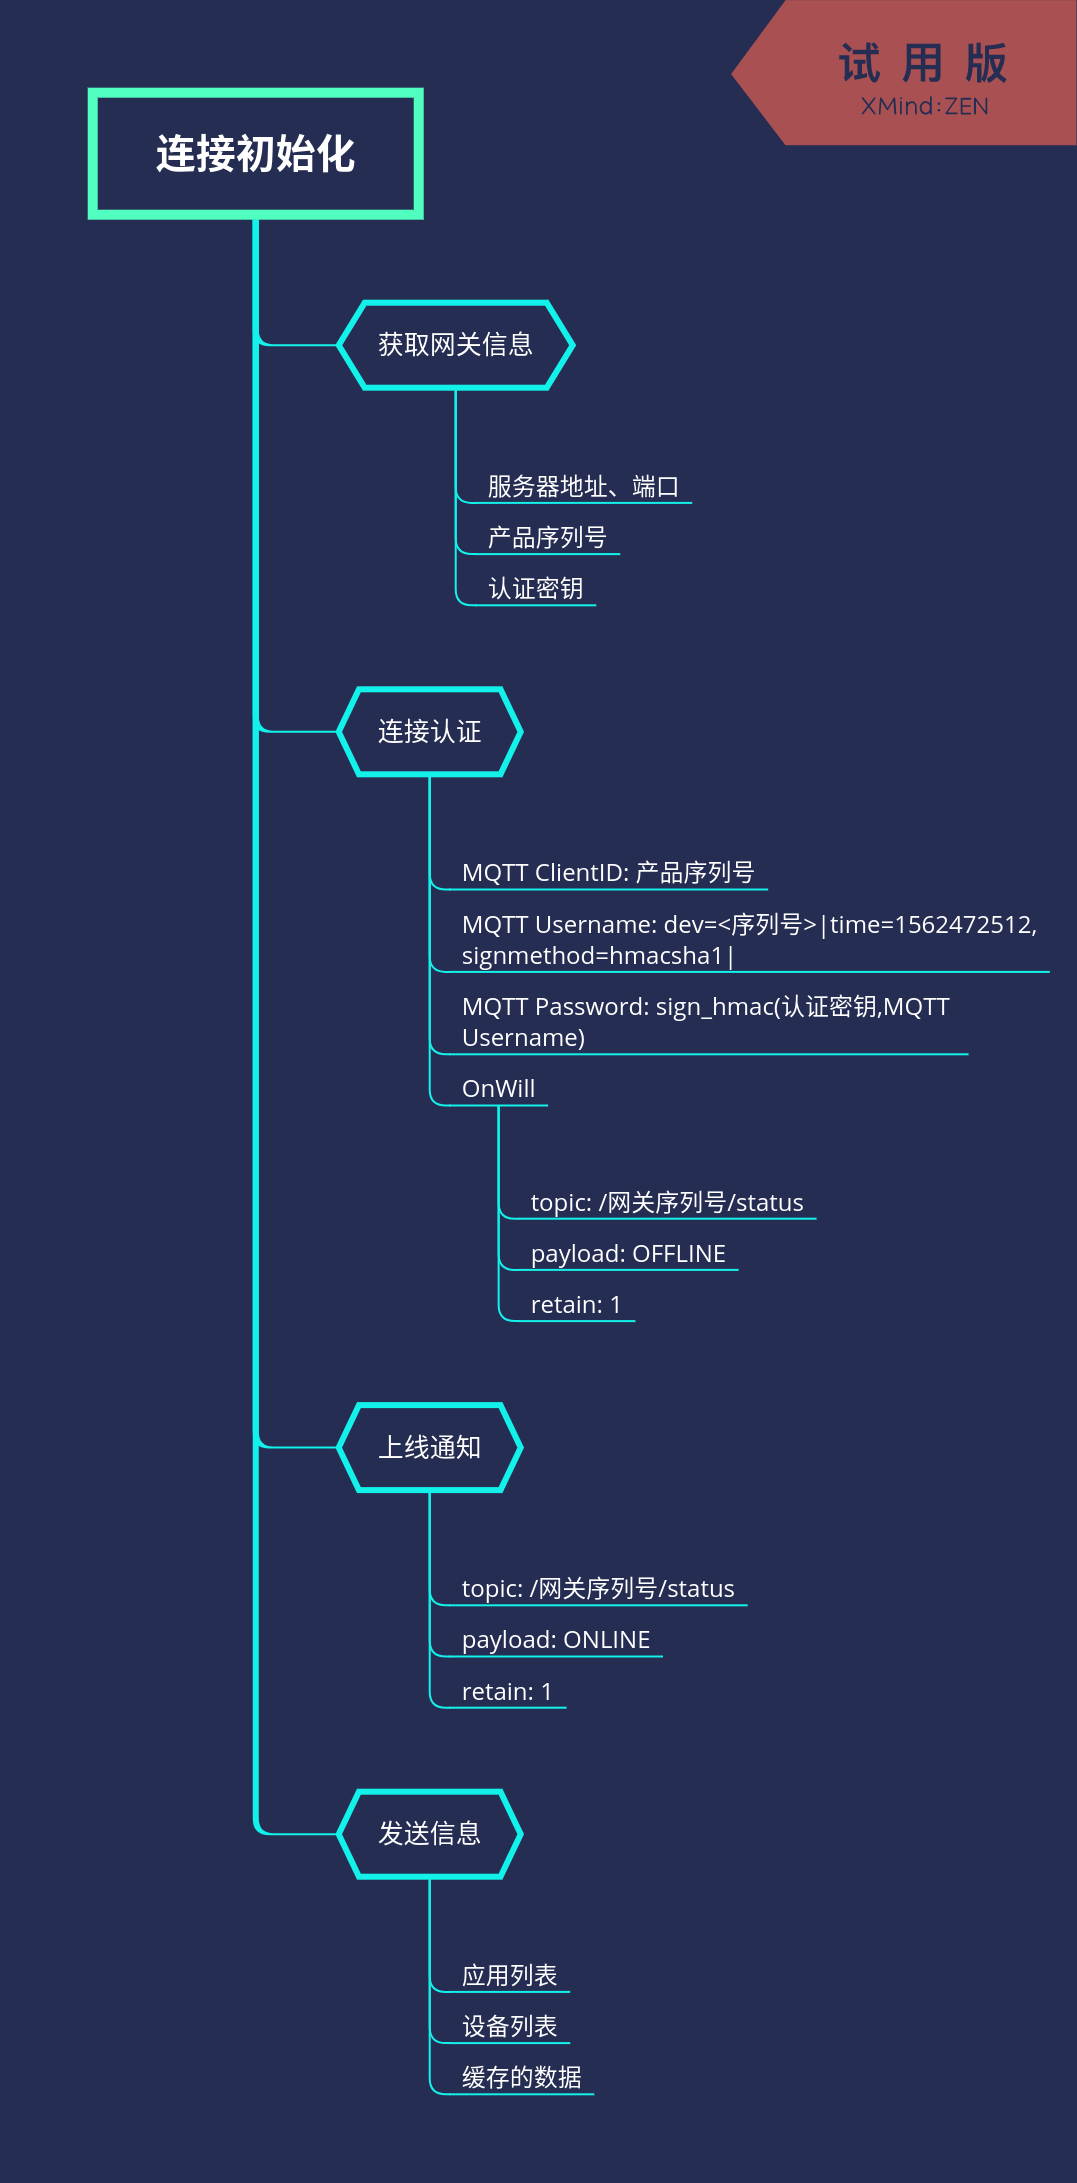 试用版
XMind:ZEN
连接初始化
获取网关信息
服务器地址、端口
产品序列号
认证密钥
连接认证
MQTT ClientID: 产品序列号
MQTT Username: dev=<序列号>|time=1562472512,
signmethod=hmacsha1|
MQTT Password: sign_hmac(认证密钥,MQTT
Username)
OnWill
topic: /网关序列号/status
payload: OFFLINE
retain: 1
上线通知
topic: /网关序列号/status
payload: ONLINE
retain: 1
发送信息
应用列表
设备列表
缓存的数据